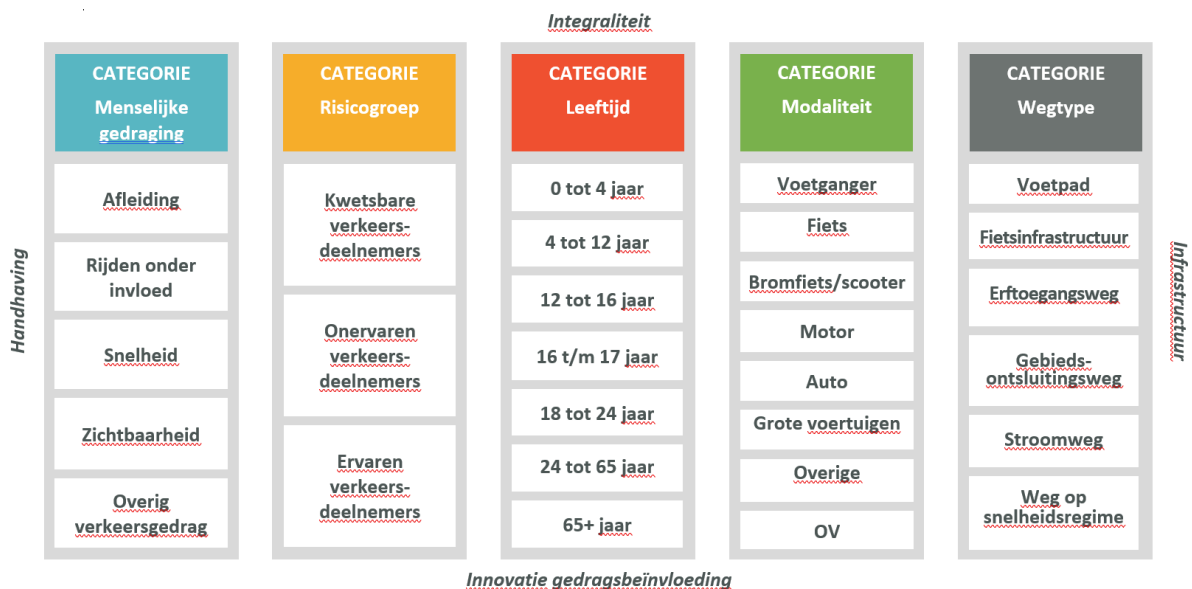 Integraliteit
CATEGORIE
Menselijke
gedraging
Afleiding
Rijden onder
invloed
Snelheid
Zichtbaarheid
Overig
verkeersgedrag
CATEGORIE
Risicogroep
Kwetsbare
verkeers-
deelnemers
Onervaren
verkeers-
deelnemers
Ervaren
verkeers-
deelnemers
CATEGORIE
Leeftijd
0 tot 4 jaar
4 tot 12 jaar
12 tot 16 jaar
16 t/m 17 jaar
18 tot 24 jaar
24 tot 65 jaar
65+ jaar
CATEGORIE
Modaliteit
Voetganger
Fiets
Bromfiets/scooter
Motor
Auto
Grote voertuigen
Overige
OV
CATEGORIE
Wegtype
Voetpad
Fietsinfrastructuur
Erftoegangsweg
Gebieds-
ontsluitingsweg
Stroomweg
Weg op
snelheidsregime
Handhaving
Infrastructuur
Innovatie gedragsbeïnvloeding